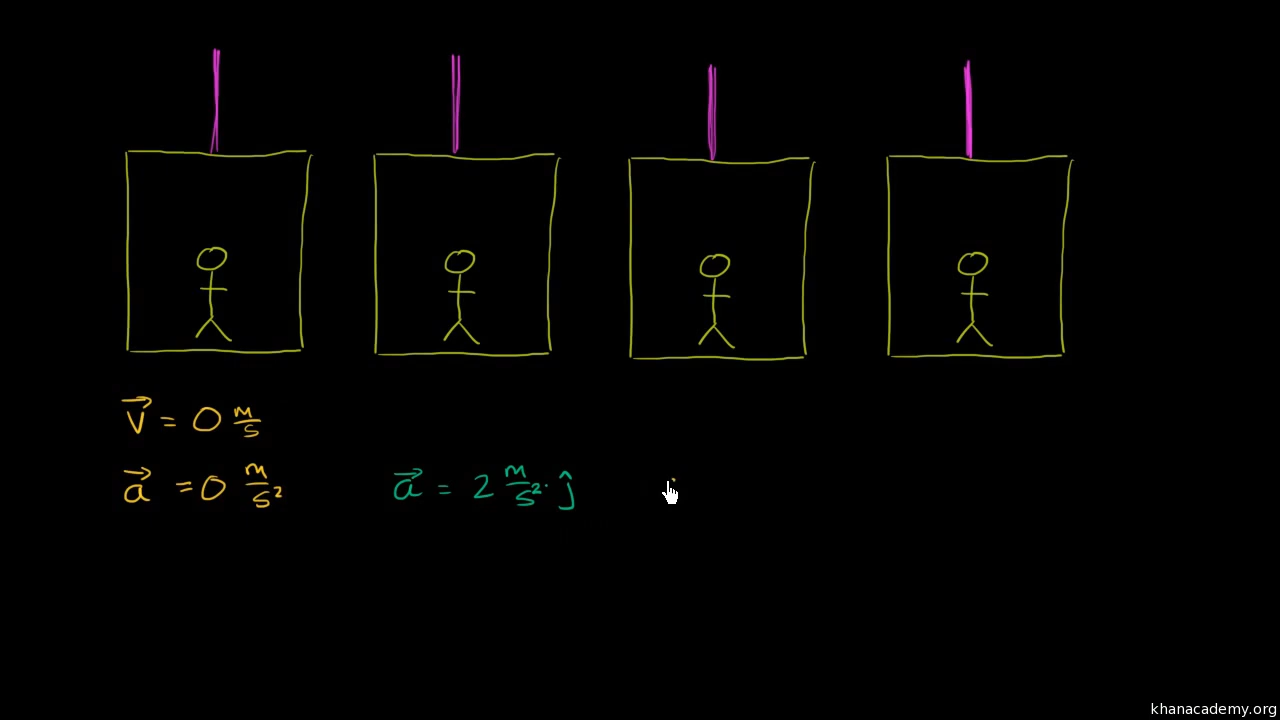 v⃗ = 0 m/s
a⃗ = 0 m/s²
a⃗ = 2 m/s² · ĵ
khanacademy.org